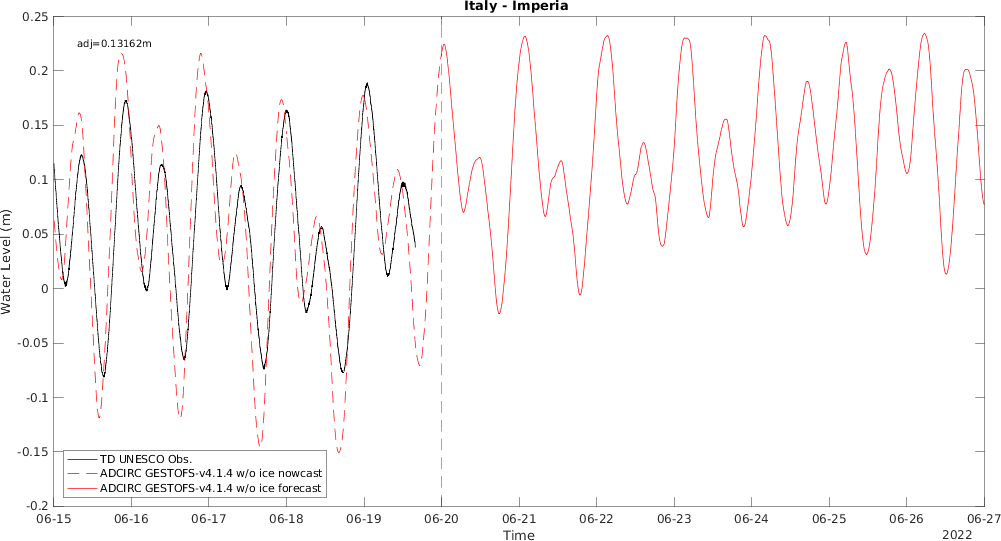 Italy - Imperia
adj=0.13162m
0.25
0.2
0.15
0.1
0.05
0
-0.05
-0.1
-0.15
-0.2
Water Level (m)
TD UNESCO Obs.
ADCIRC GESTOFS-v4.1.4 w/o ice nowcast
ADCIRC GESTOFS-v4.1.4 w/o ice forecast
06-15 06-16 06-17 06-18 06-19 06-20 06-21 06-22 06-23 06-24 06-25 06-26 06-27
Time
2022